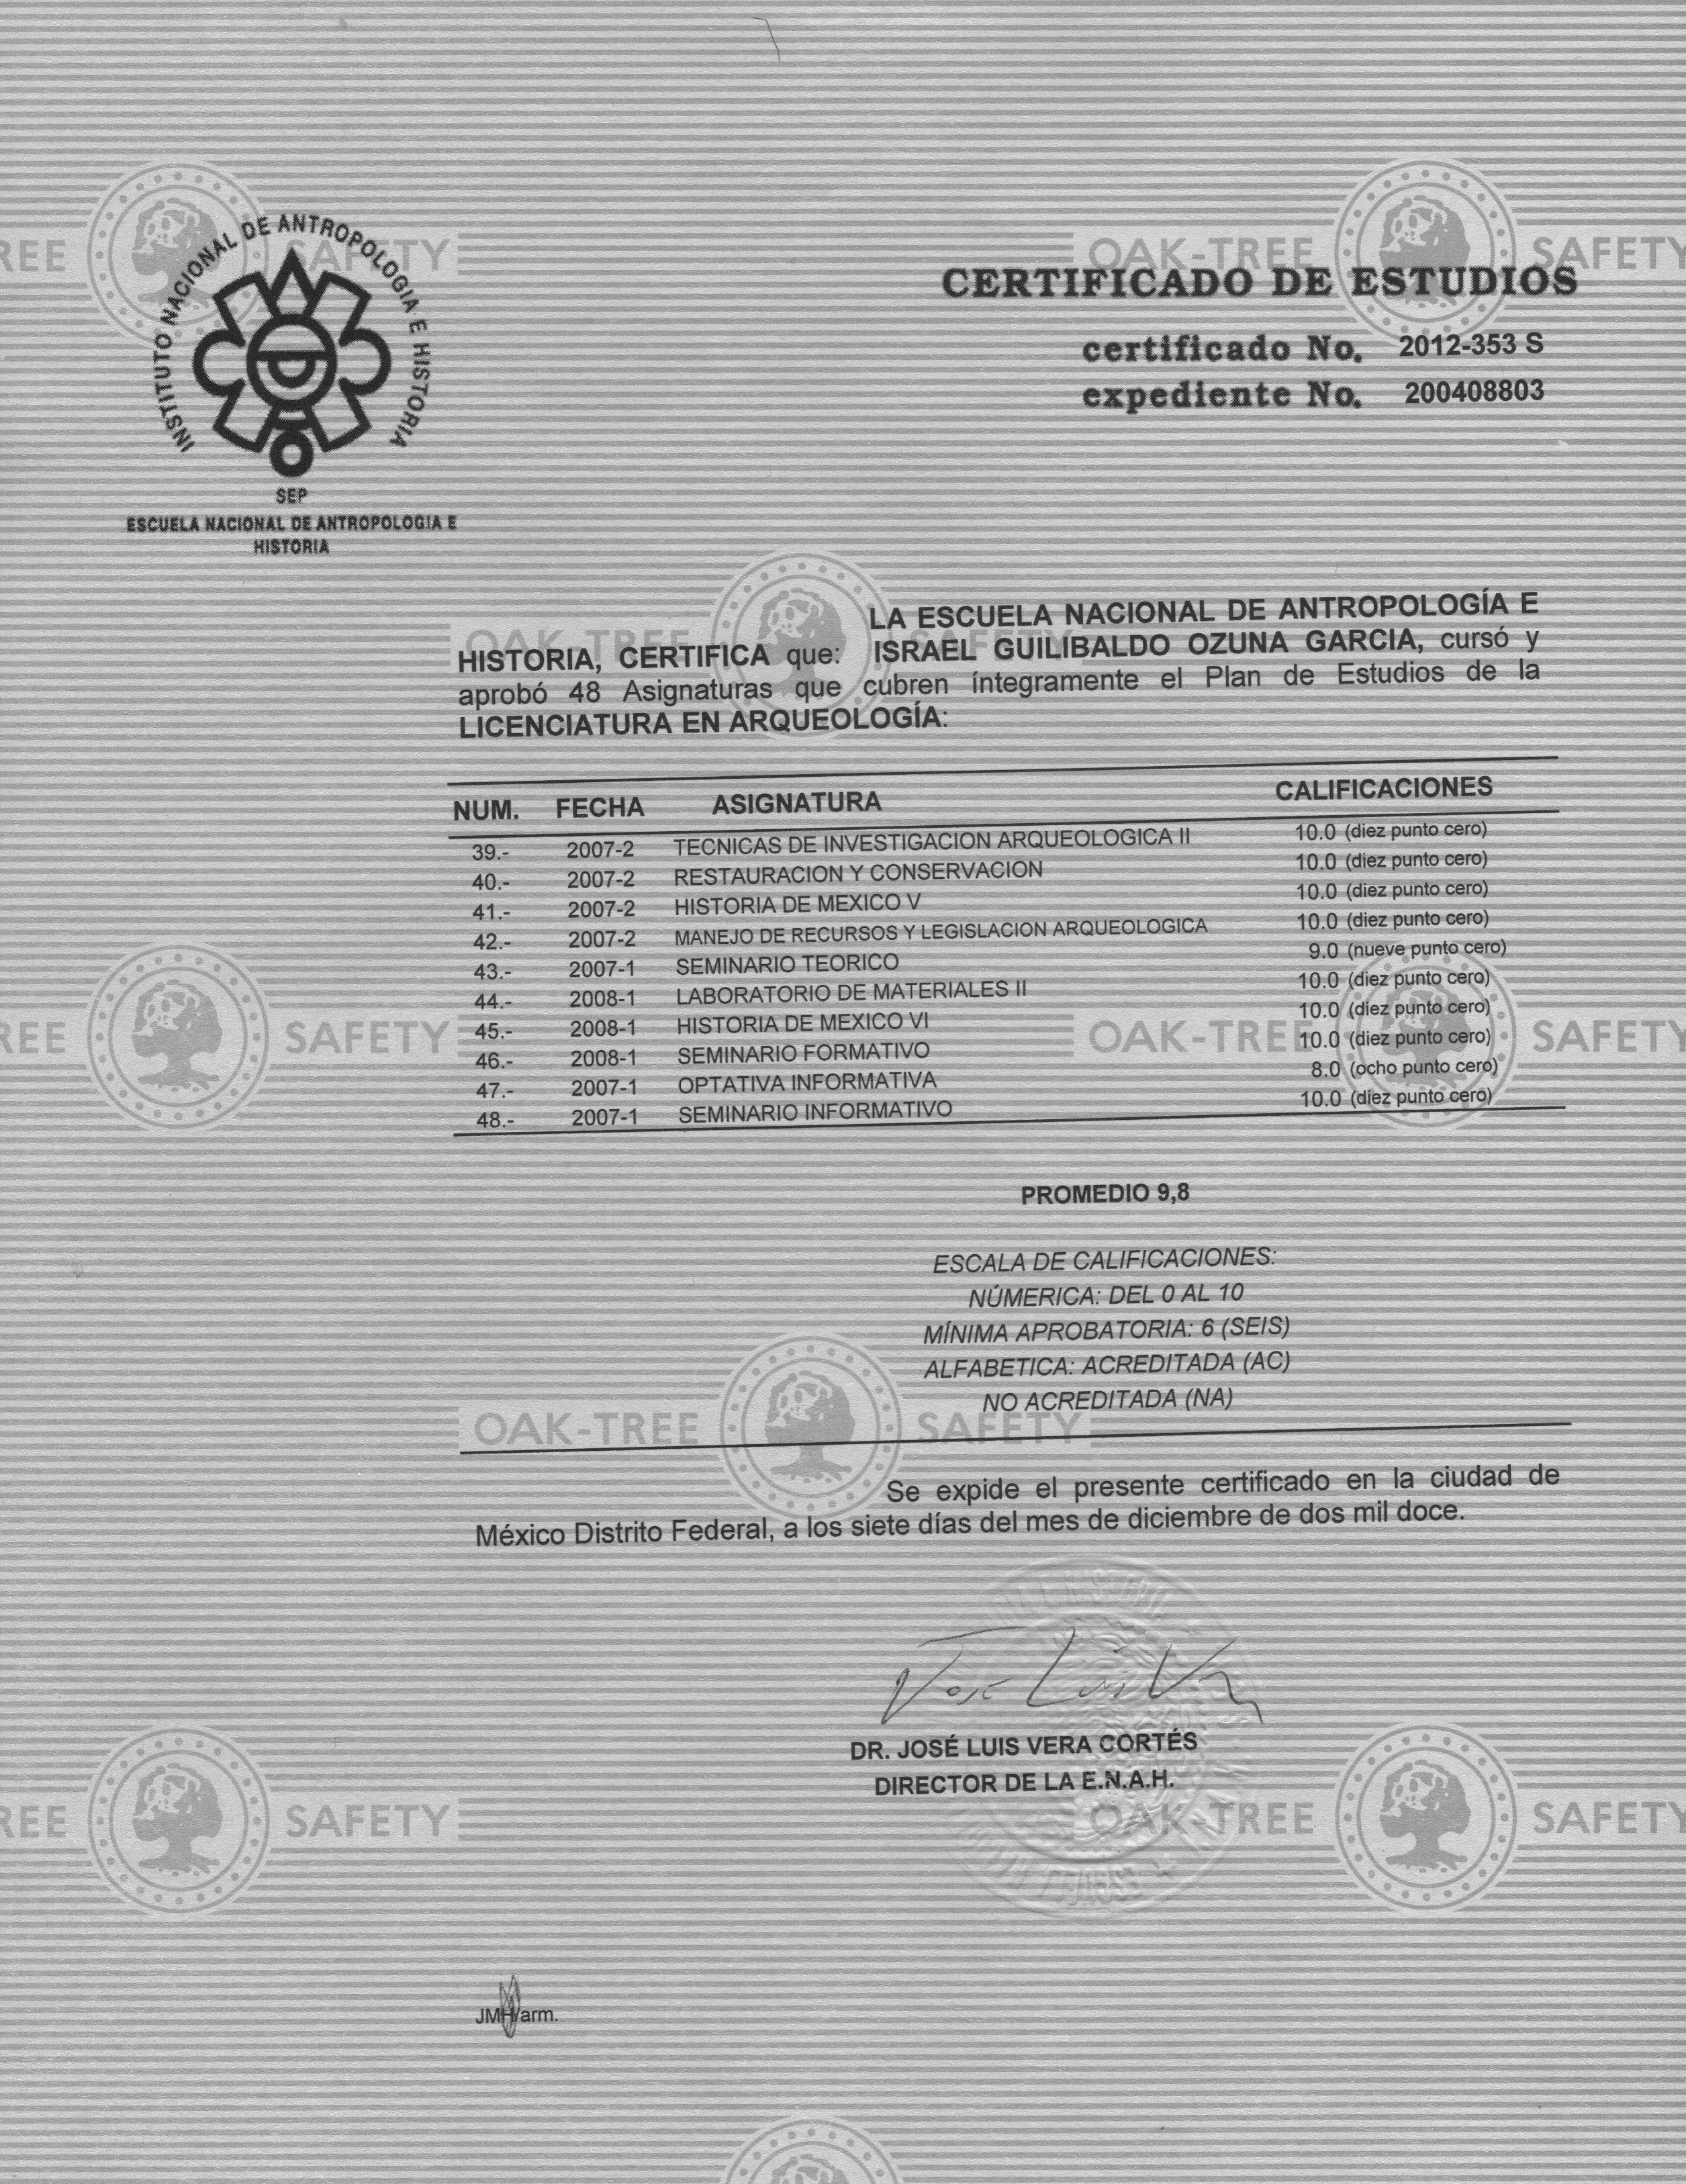 INSTITUTO NACIONAL DE ANTROPOLOGIA E HISTORIA
SEP
ESCUELA NACIONAL DE ANTROPOLOGIA E
HISTORIA
CERTIFICADO DE ESTUDIOS
certificado No. 2012-353 S
expediente No. 200408803
LA ESCUELA NACIONAL DE ANTROPOLOGÍA E
HISTORIA, CERTIFICA que: ISRAEL GUILIBALDO OZUNA GARCIA, cursó y
aprobó 48 Asignaturas que cubren íntegramente el Plan de Estudios de la
LICENCIATURA EN ARQUEOLOGÍA:
NUM. FECHA ASIGNATURA CALIFICACIONES
39.- 2007-2 TECNICAS DE INVESTIGACION ARQUEOLOGICA II 10.0 (diez punto cero)
40.- 2007-2 RESTAURACION Y CONSERVACION 10.0 (diez punto cero)
41.- 2007-2 HISTORIA DE MEXICO V 10.0 (diez punto cero)
42.- 2007-2 MANEJO DE RECURSOS Y LEGISLACION ARQUEOLOGICA 10.0 (diez punto cero)
43.- 2007-1 SEMINARIO TEORICO 9.0 (nueve punto cero)
44.- 2008-1 LABORATORIO DE MATERIALES II 10.0 (diez punto cero)
45.- 2008-1 HISTORIA DE MEXICO VI 10.0 (diez punto cero)
46.- 2008-1 SEMINARIO FORMATIVO 10.0 (diez punto cero)
47.- 2007-1 OPTATIVA INFORMATIVA 8.0 (ocho punto cero)
48.- 2007-1 SEMINARIO INFORMATIVO 10.0 (diez punto cero)
PROMEDIO 9,8
ESCALA DE CALIFICACIONES:
NÚMERICA: DEL 0 AL 10
MÍNIMA APROBATORIA: 6 (SEIS)
ALFABETICA: ACREDITADA (AC)
NO ACREDITADA (NA)
Se expide el presente certificado en la ciudad de
México Distrito Federal, a los siete días del mes de diciembre de dos mil doce.
José Luis V
DR. JOSÉ LUIS VERA CORTÉS
DIRECTOR DE LA E.N.A.H.
JMH/arm.
OAK-TREE SAFETY